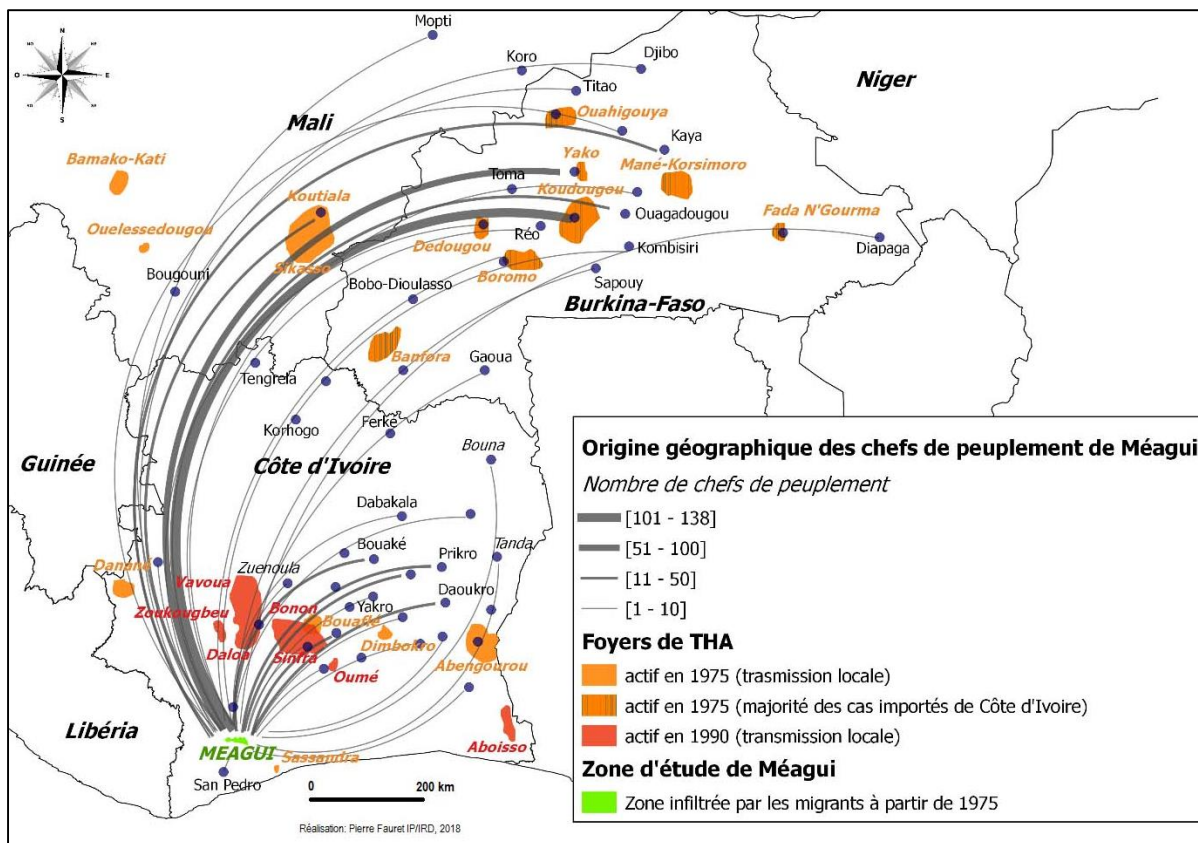 Mopti
Koro
Djibo
Niger
Titao
Ouahigouya
Mali
Kaya
Bamako-Kati
Yako
Mané-Korsimoro
Toma
Koutiala
Koudougou
Ouagadougou
Fada N'Gourma
Ouelessedougou
Réo
Dedougou
Kombisiri
Diapaga
Sikasso
Bougouni
Boromo
Sapouy
Bobo-Dioulasso
Burkina-Faso
Banfora
Gaoua
Tengrela
Korhogo
Ferke
Bouna
Guinée
Côte d'Ivoire
Dabakala
Bouaké
Tanda
Danané
Zuenoula
Prikro
Vavoua
Daoukro
Zoukougbeu
Bonon
Yakro
Bouaflé
Daloa
Sinfra
Dimbokro
Abengourou
Oumé
Libéria
MEAGUI
Aboisso
Sassandra
San Pedro
0 200 km
Réalisation: Pierre Fauret IP/IRD, 2018
Origine géographique des chefs de peuplement de Méagui
Nombre de chefs de peuplement
[101 - 138]
[51 - 100]
[11 - 50]
[1 - 10]
Foyers de THA
actif en 1975 (trasmission locale)
actif en 1975 (majorité des cas importés de Côte d'Ivoire)
actif en 1990 (transmission locale)
Zone d'étude de Méagui
Zone infiltrée par les migrants à partir de 1975
N
O
E
S